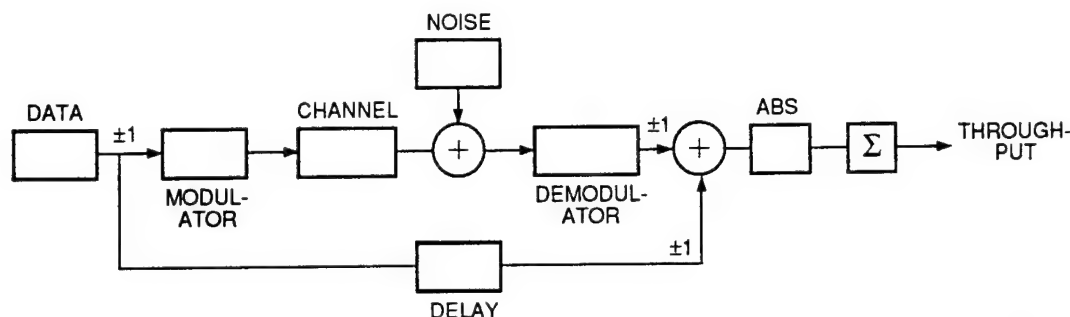 NOISE
DATA
±1
CHANNEL
+
±1
+
ABS
Σ
THROUGH-
PUT
MODUL-
ATOR
DEMODUL-
ATOR
±1
DELAY